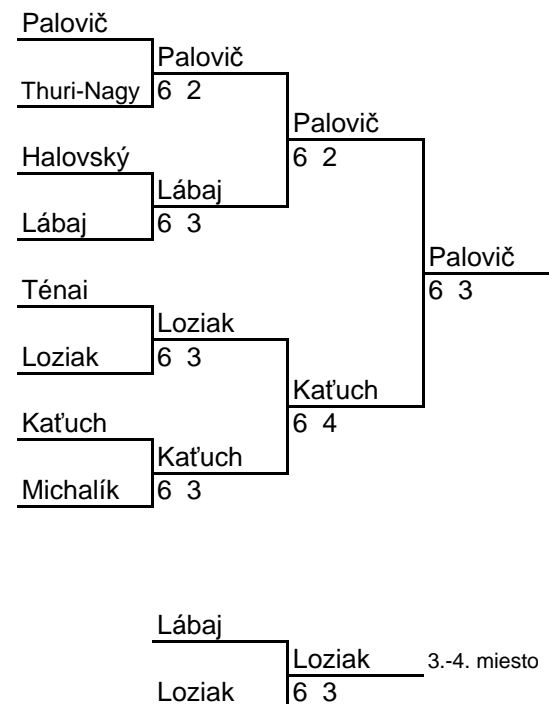 Palovič
Palovič
Thuri-Nagy 6 2
Palovič
Halovský 6 2
Lábaj
Lábaj 6 3
Palovič
Ténai 6 3
Loziak
Loziak 6 3
Kaťuch
Kaťuch 6 4
Kaťuch
Michalík 6 3
Lábaj
Loziak 3.-4. miesto
Loziak 6 3